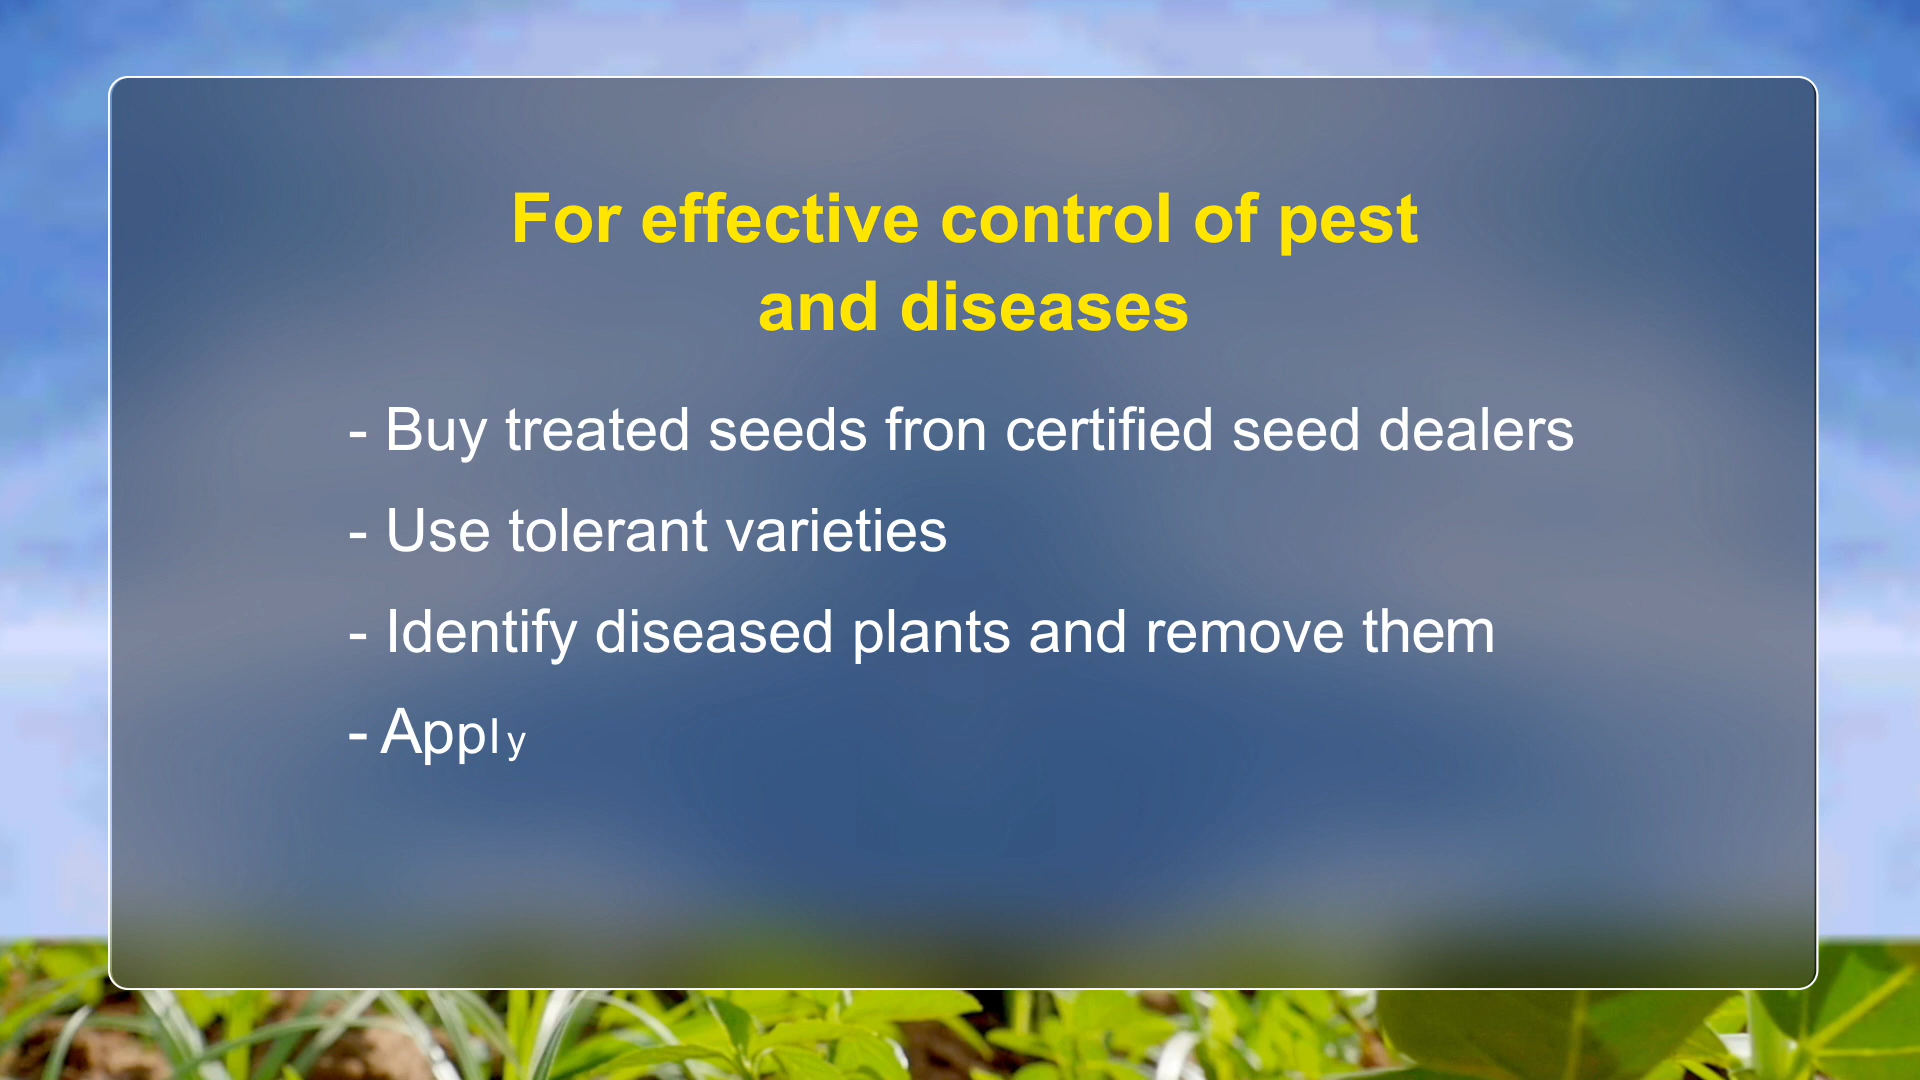 For effective control of pest
and diseases
- Buy treated seeds fron certified seed dealers
- Use tolerant varieties
- Identify diseased plants and remove them
- Apply